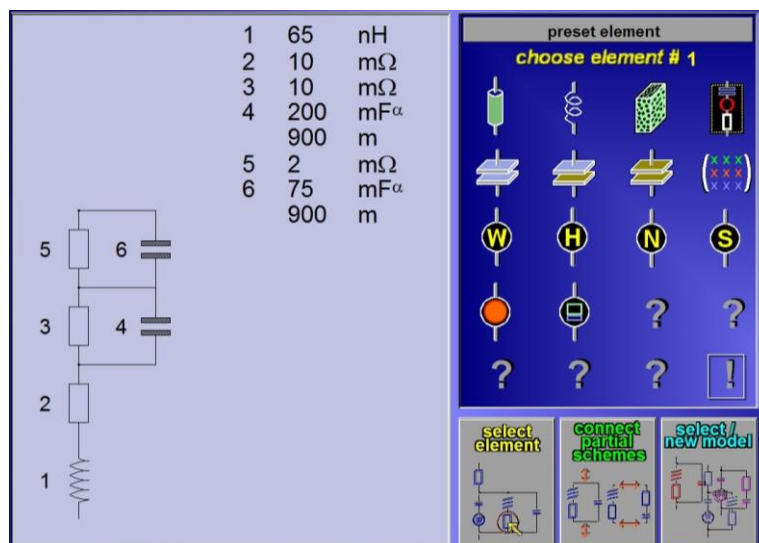 1 65 nH
2 10 mΩ
3 10 mΩ
4 200 mFα
900 m
5 2 mΩ
6 75 mFα
900 m
5 6
3 4
2
1
preset element
choose element # 1
( x x x
x x x
x x x )
W H N S
? ?
? ? ? !
select element
connect partial schemes
select / new model